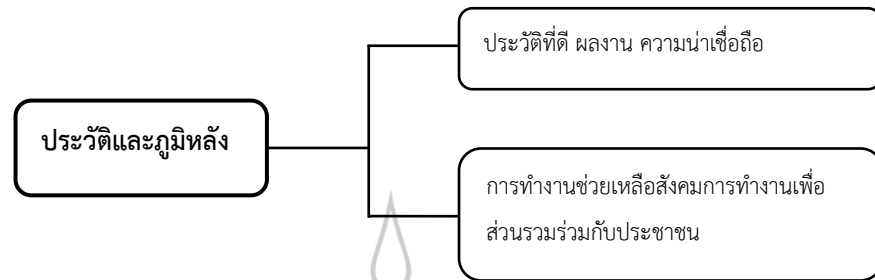 ประวัติที่ดี ผลงาน ความน่าเชื่อถือ
ประวัติและภูมิหลัง
การทำงานช่วยเหลือสังคมการทำงานเพื่อ
ส่วนรวมร่วมกับประชาชน